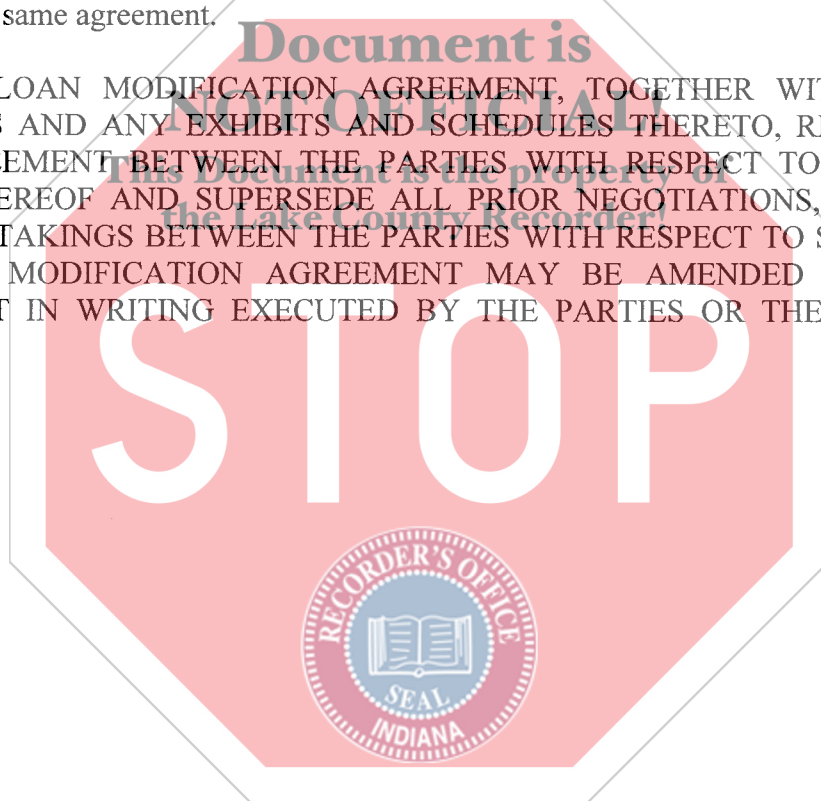 same agreement.
Document is
LOAN MODIFICATION AGREEMENT, TOGETHER WIT
NOT OFFICIAL!
S AND ANY EXHIBITS AND SCHEDULES THERETO, RE
EMENT BETWEEN THE PARTIES WITH RESPECT TO
This Document is the property of
EREOF AND SUPERSEDE ALL PRIOR NEGOTIATIONS,
the Lake County Recorder!
TAKINGS BETWEEN THE PARTIES WITH RESPECT TO S
MODIFICATION AGREEMENT MAY BE AMENDED
T IN WRITING EXECUTED BY THE PARTIES OR THE
STOP
RECORDER'S OFFICE
SEAL
INDIANA